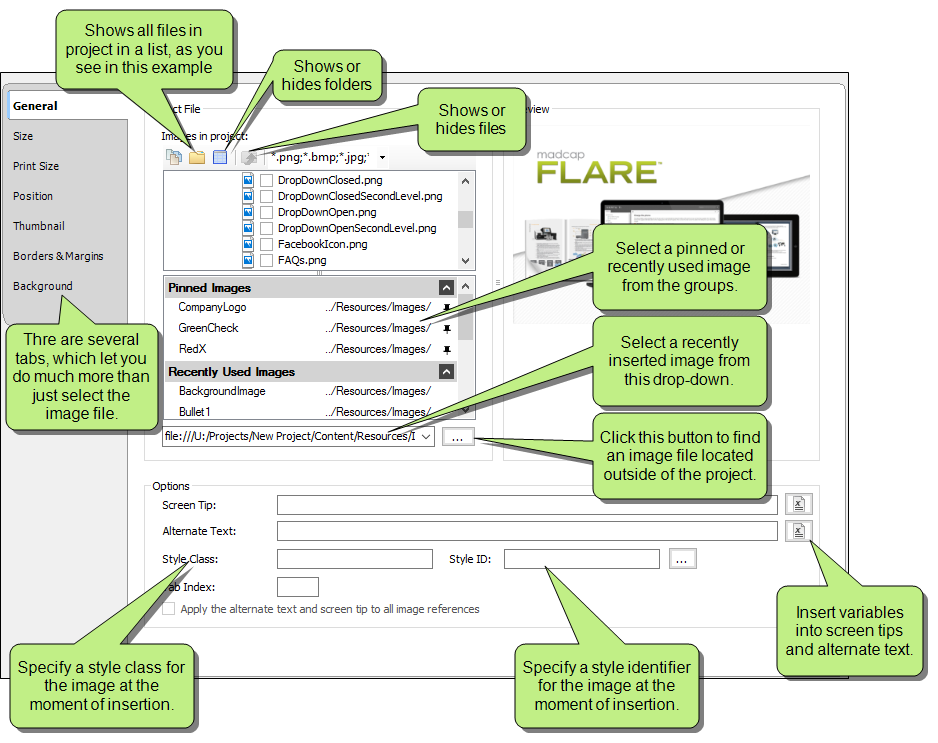 Shows all files in
project in a list, as you
see in this example
Shows or
hides folders
Shows or
hides files
General
Size
Print Size
Position
Thumbnail
Borders & Margins
Background
Thre are several
tabs, which let you
do much more than
just select the
image file.
ct File
Images in project:
*.png;*.bmp;*.jpg;*
DropDownClosed.png
DropDownClosedSecondLevel.png
DropDownOpen.png
DropDownOpenSecondLevel.png
FacebookIcon.png
FAQs.png
Pinned Images
CompanyLogo ../Resources/Images/
GreenCheck ../Resources/Images/
RedX ../Resources/Images/
Recently Used Images
BackgroundImage ../Resources/Images/
Bullet1 ../Resources/Images/
file:///U:/Projects/New Project/Content/Resources/I
...
eview
madcap
FLARE™
Select a pinned or
recently used image
from the groups.
Select a recently
inserted image from
this drop-down.
Click this button to find
an image file located
outside of the project.
Options
Screen Tip:
Alternate Text:
Style Class:
Style ID:
...
ab Index:
Apply the alternate text and screen tip to all image references
Specify a style class for
the image at the
moment of insertion.
Specify a style identifier
for the image at the
moment of insertion.
Insert variables
into screen tips
and alternate text.